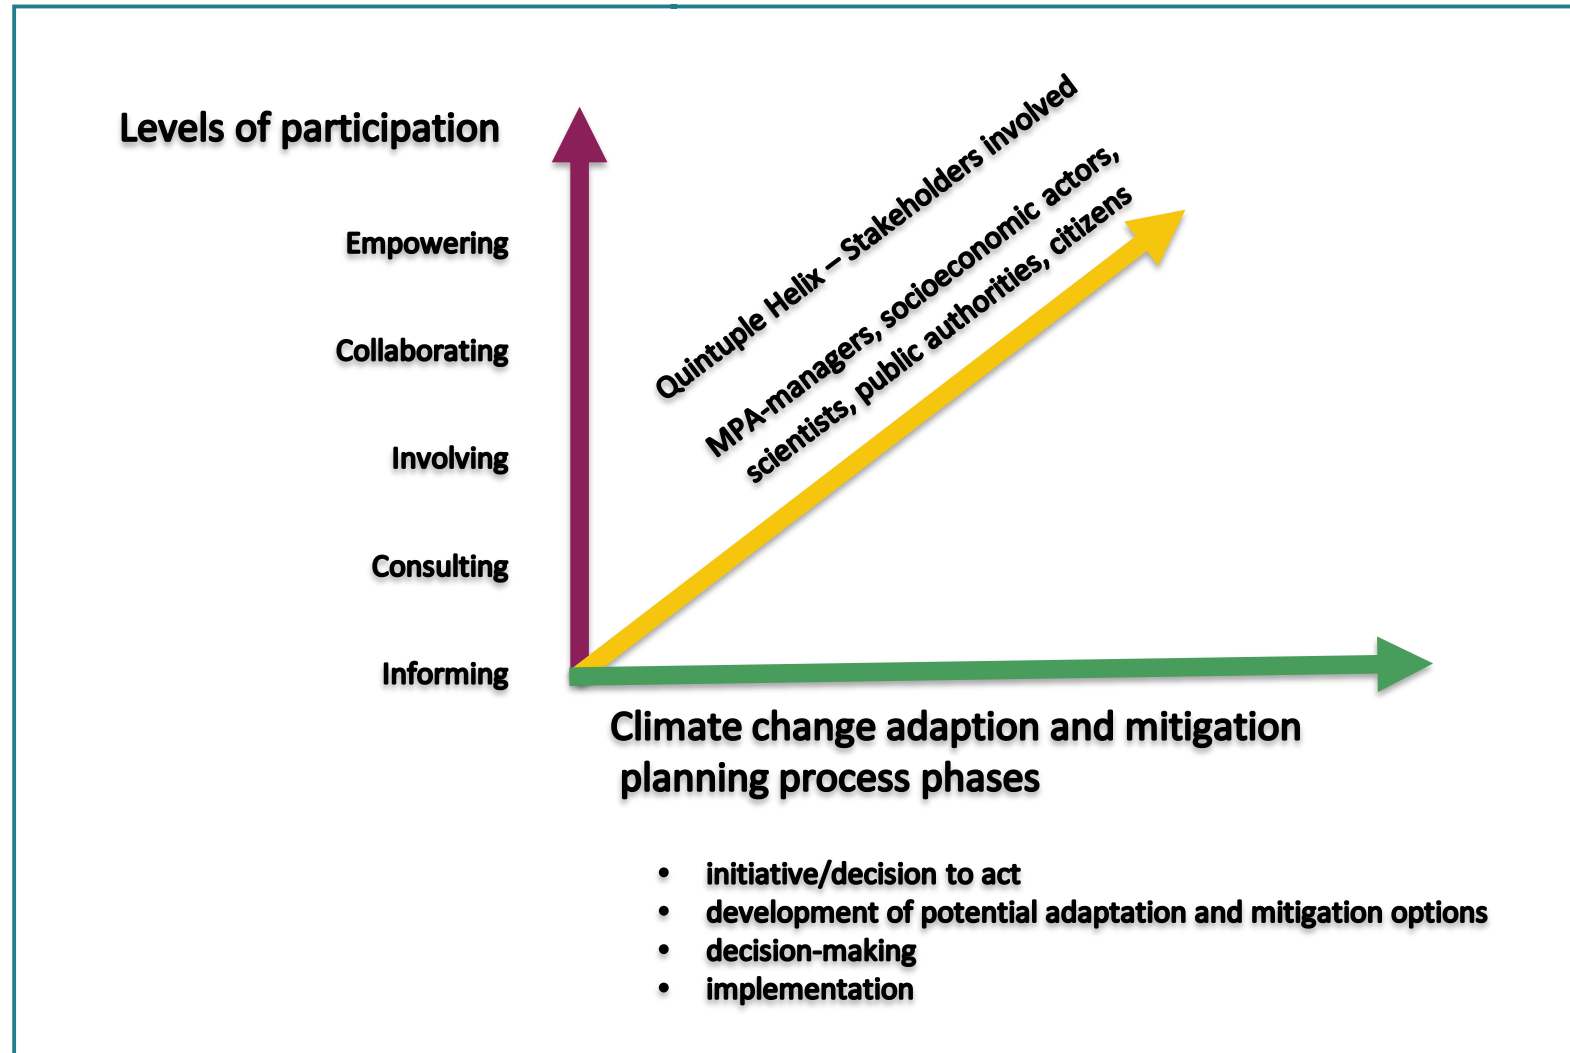 Levels of participation
Empowering
Collaborating
Involving
Consulting
Informing
Quintuple Helix – Stakeholders involved
MPA-managers, socioeconomic actors,
scientists, public authorities, citizens
Climate change adaption and mitigation
planning process phases
• initiative/decision to act
• development of potential adaptation and mitigation options
• decision-making
• implementation